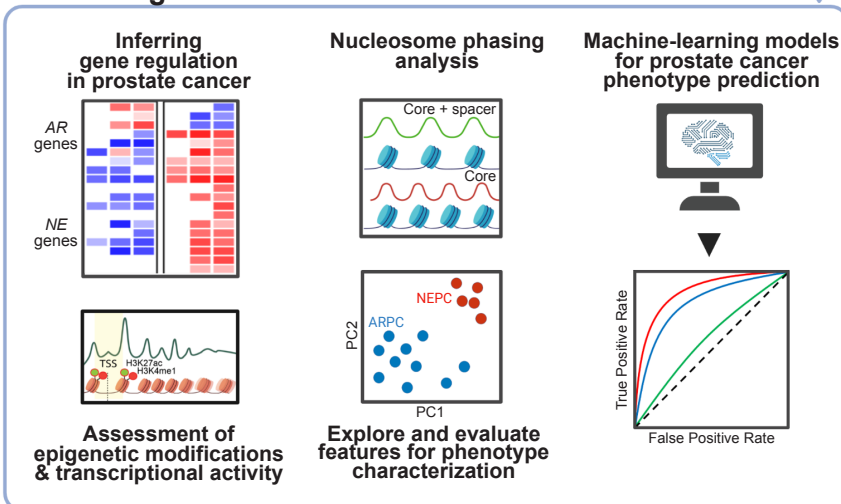 Inferring
gene regulation
in prostate cancer
AR
genes
NE
genes
TSS
H3K27ac
H3K4me1
Assessment of
epigenetic modifications
& transcriptional activity
Nucleosome phasing
analysis
Core + spacer
Core
NEPC
ARPC
PC2
PC1
Explore and evaluate
features for phenotype
characterization
Machine-learning models
for prostate cancer
phenotype prediction
True Positive Rate
False Positive Rate